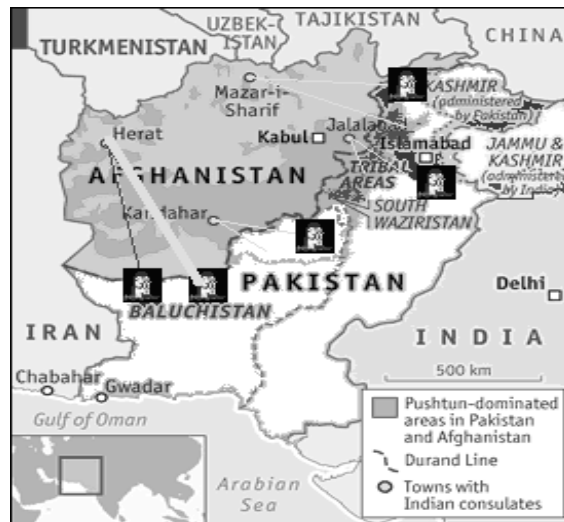 UZBEK-
ISTAN
TAJIKISTAN
TURKMENISTAN
CHINA
Mazar-i-
Sharif
KASHMIR
(administered
by Pakistan)
Herat
Kabul
Jalalabad
Islamabad
JAMMU &
KASHMIR
(administered
by India)
AFGHANISTAN
TRIBAL
AREAS
SOUTH
WAZIRISTAN
Kandahar
PAKISTAN
Delhi
BALUCHISTAN
IRAN
INDIA
500 km
Chabahar
Gwadar
Gulf of Oman
Arabian
Sea
Pushtun-dominated
areas in Pakistan
and Afghanistan
Durand Line
Towns with
Indian consulates